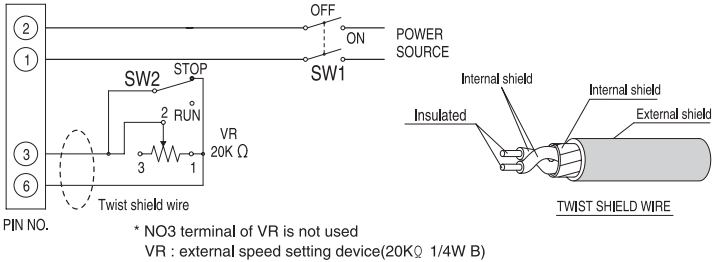 OFF
2
ON
POWER
SOURCE
1
SW1
STOP
SW2
RUN
2
VR
20K Ω
3
3
1
6
Twist shield wire
PIN NO.
* NO3 terminal of VR is not used
VR : external speed setting device(20KΩ 1/4W B)
Internal shield
Internal shield
Insulated
External shield
TWIST SHIELD WIRE